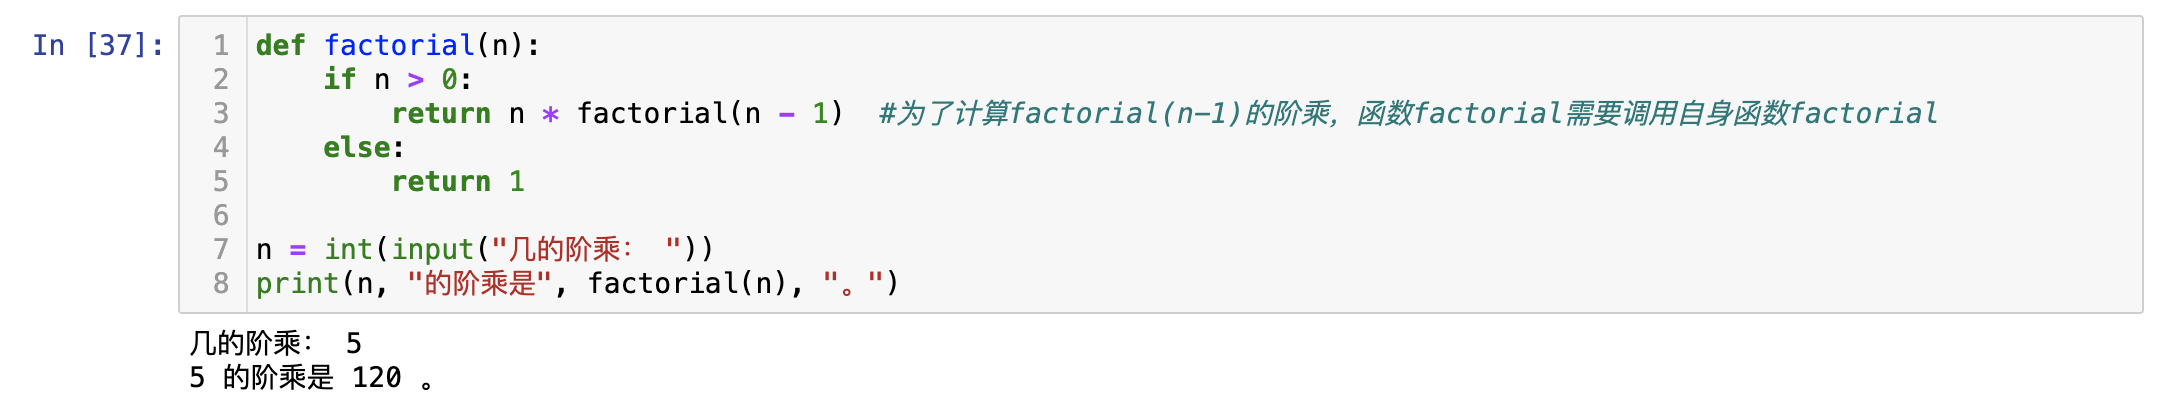 In [37]:
1 def factorial(n):
2     if n > 0:
3         return n * factorial(n - 1)  #为了计算factorial(n-1)的阶乘，函数factorial需要调用自身函数factorial
4     else:
5         return 1
6
7 n = int(input("几的阶乘： "))
8 print(n, "的阶乘是", factorial(n), "。")
几的阶乘： 5
5 的阶乘是 120 。